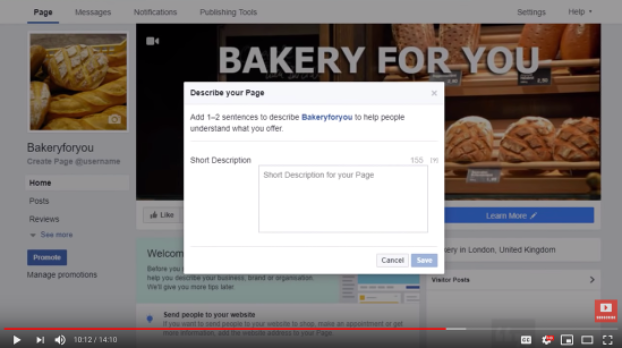 Page Messages Notifications Publishing Tools Settings Help
BAKERY FOR YOU
Describe your Page
Add 1–2 sentences to describe Bakeryforyou to help people
understand what you offer.
Short Description 155 [?]
Short Description for your Page
Cancel Save
Bakeryforyou
Create Page @username
Home
Posts
Reviews
See more
Promote
Manage promotions
Like
Learn More
Welcom
Before you
help you describe your business, brand or organisation.
We'll give you more tips later.
Send people to your website
If you want to send people to your website to shop, make an appointment or get
more information, add the website address to your Page.
ery in London, United Kingdom
Visitor Posts
10:12 / 14:10